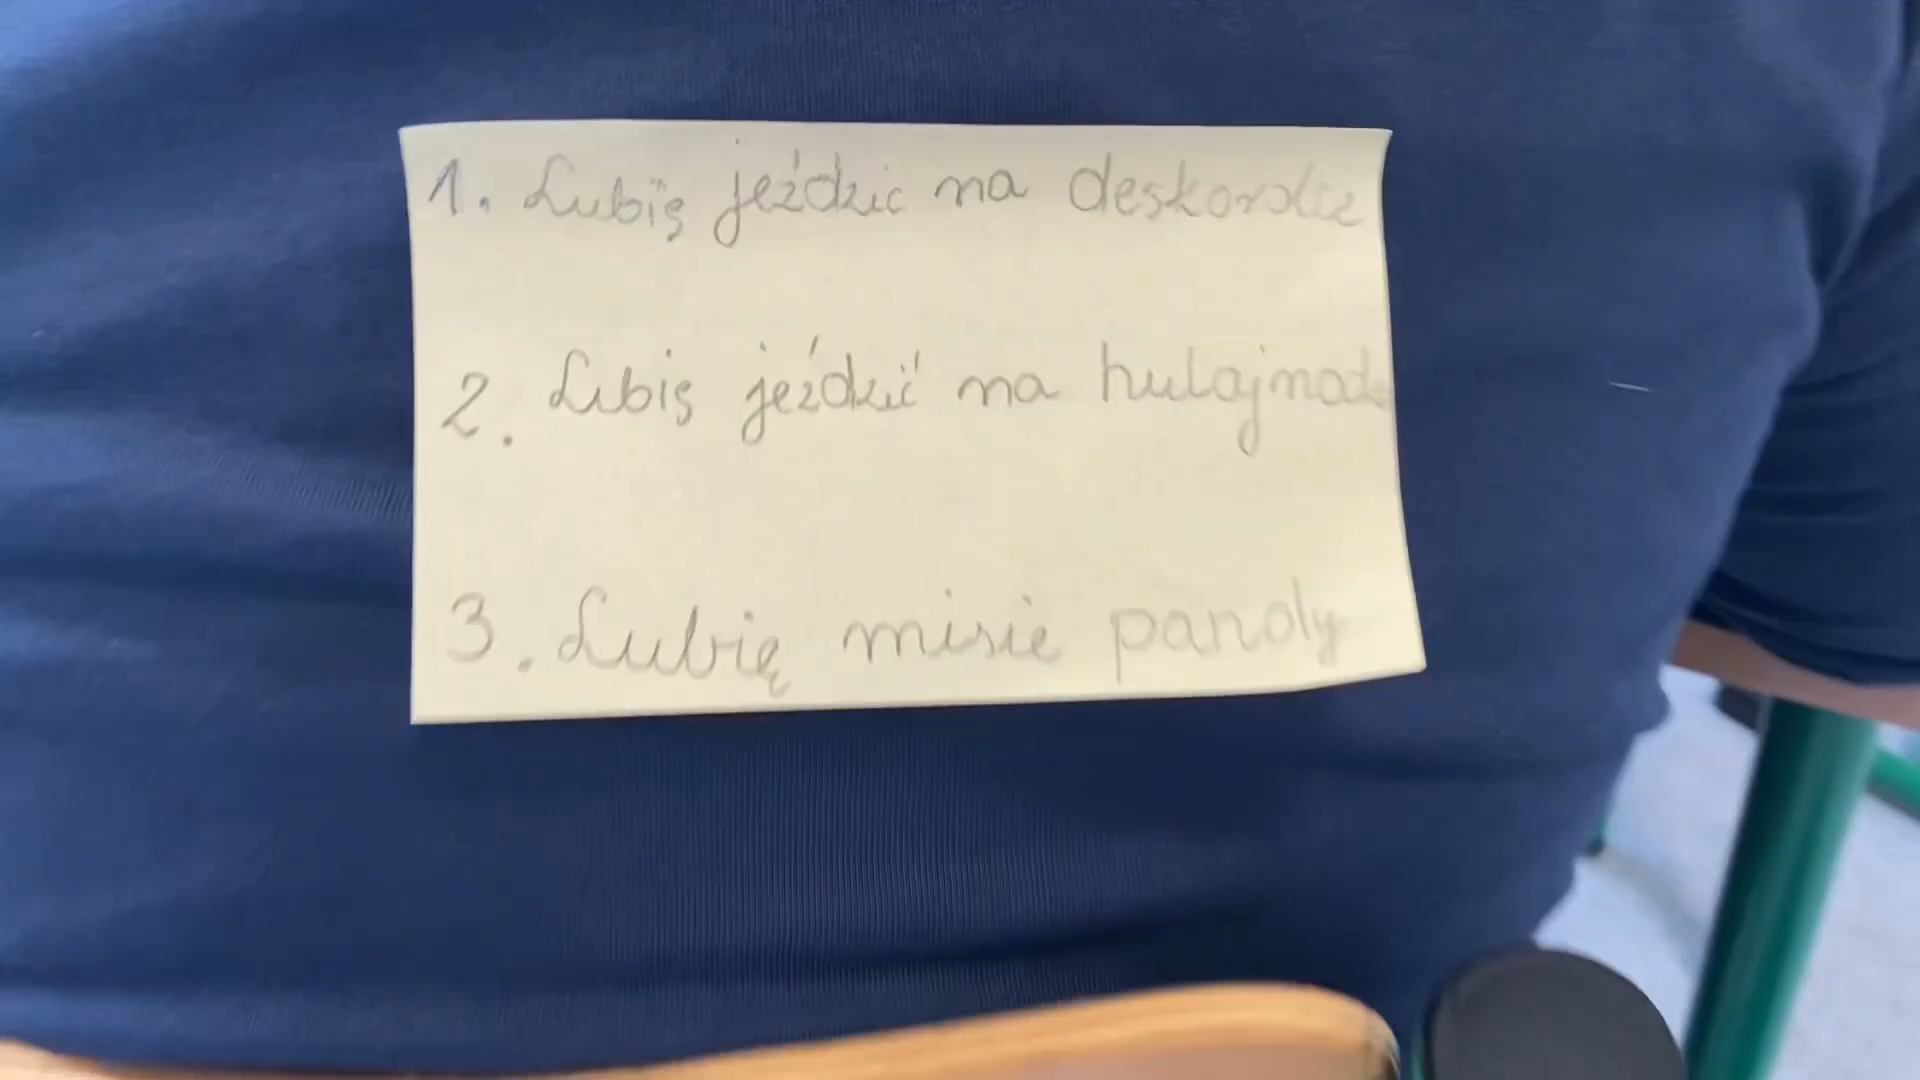 1. Lubię jeździć na deskorolce
2. Lubię jeździć na hulajnodze
3. Lubię misie pandy